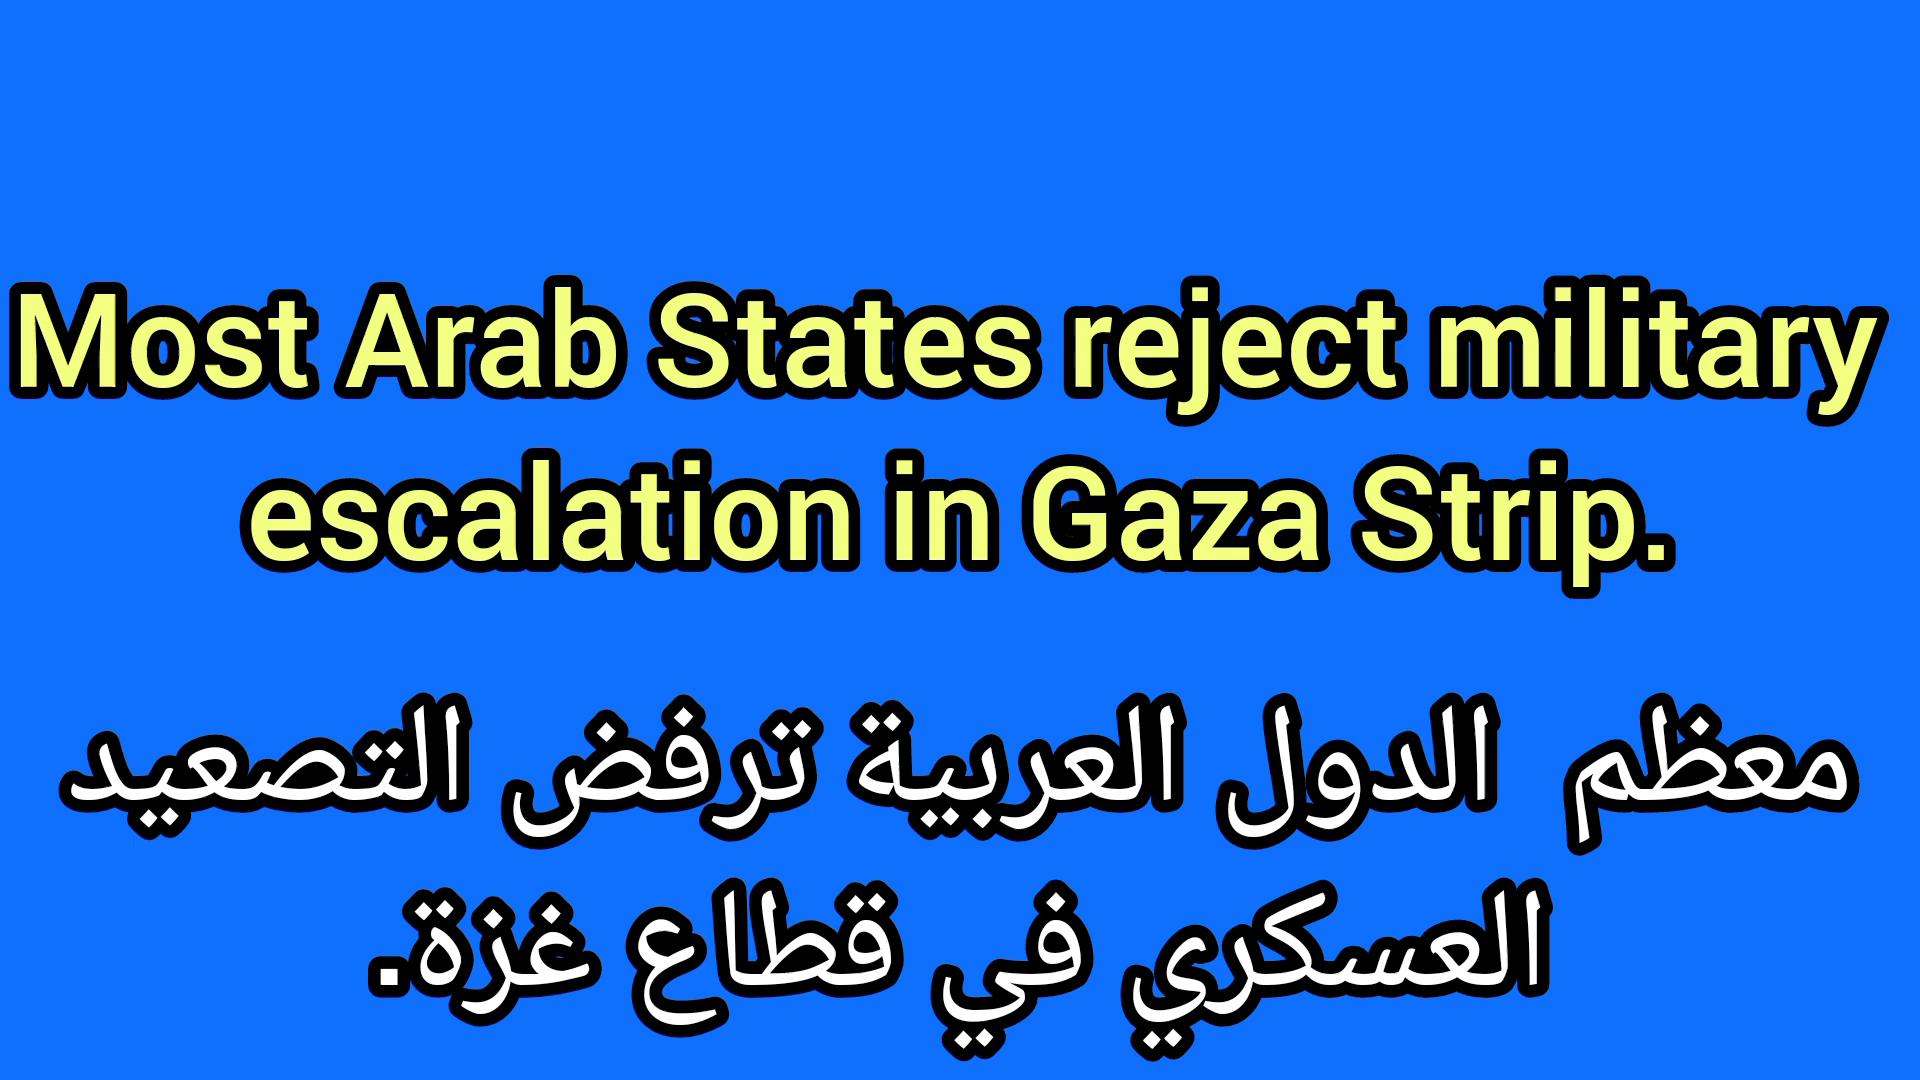 Most Arab States reject military
escalation in Gaza Strip.
معظم  الدول العربية ترفض التصعيد
العسكري في قطاع غزة.